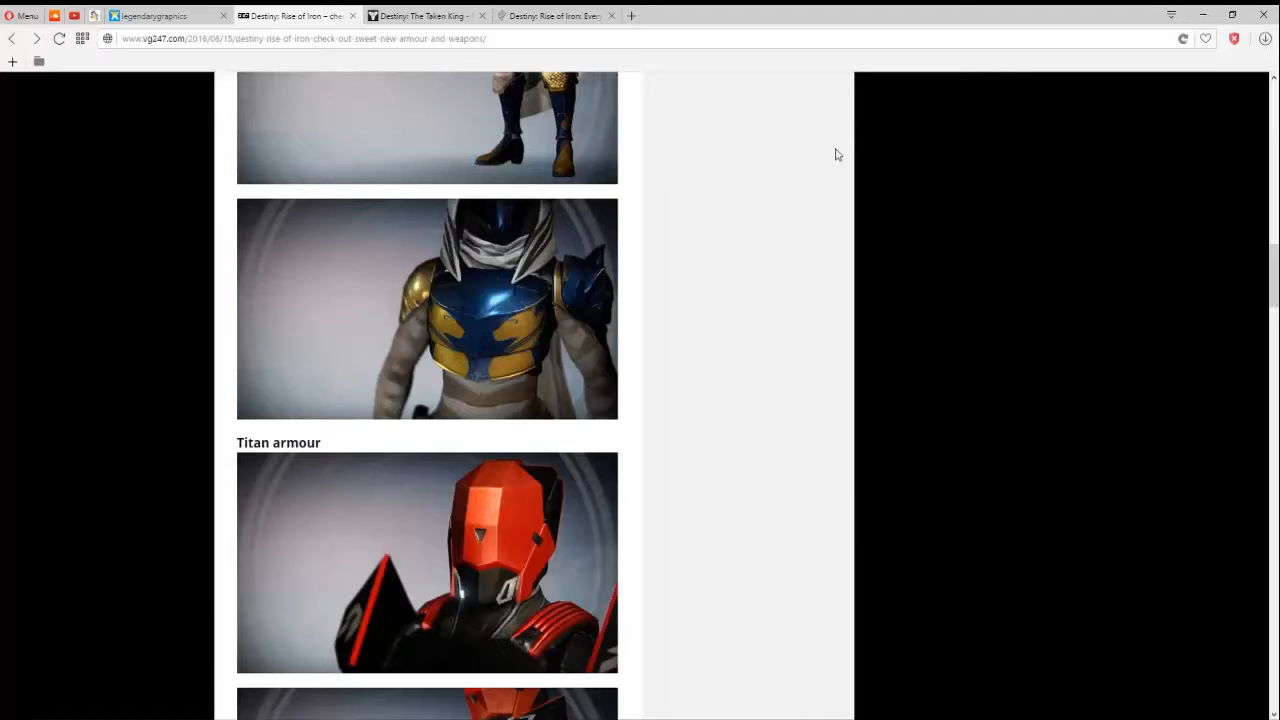 Menu
legendarygraphics
Destiny: Rise of Iron – che
Destiny: The Taken King -
Destiny: Rise of Iron: Every
www.vg247.com/2016/06/15/destiny-rise-of-iron-check-out-sweet-new-armour-and-weapons/
Titan armour